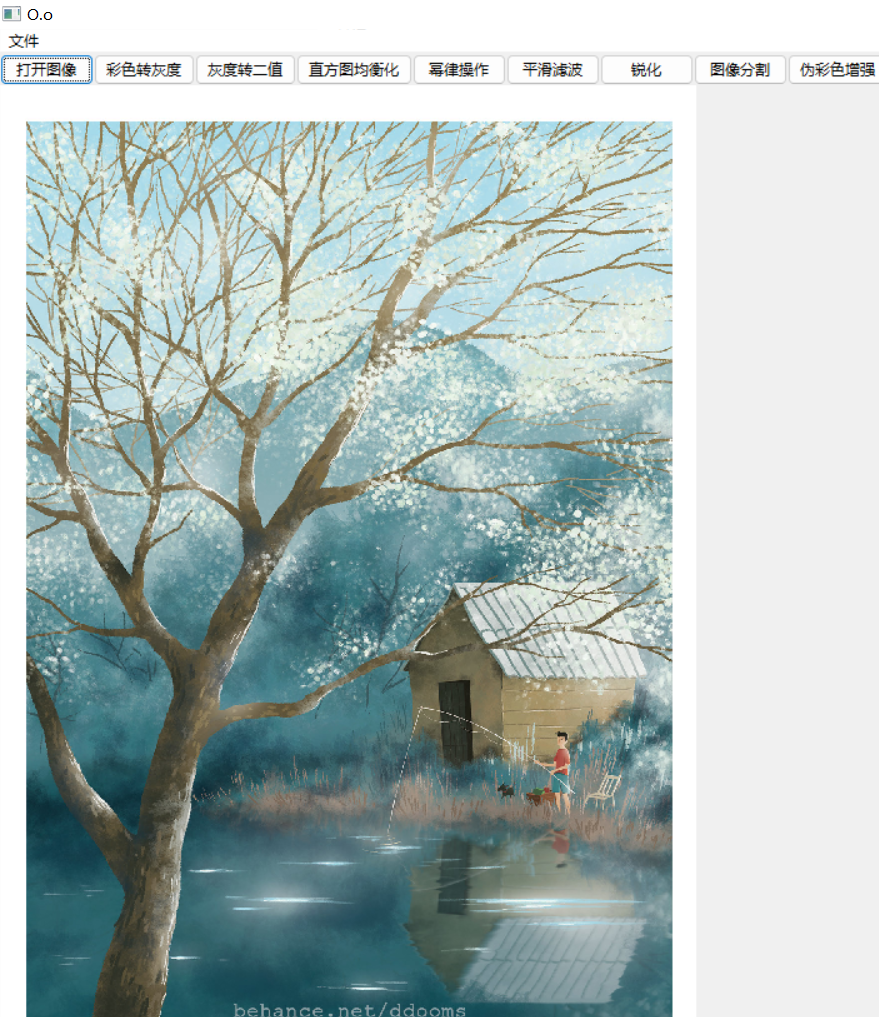 O.o
文件
打开图像 彩色转灰度 灰度转二值 直方图均衡化 幂律操作 平滑滤波 锐化 图像分割 伪彩色增强
behance.net/ddooms